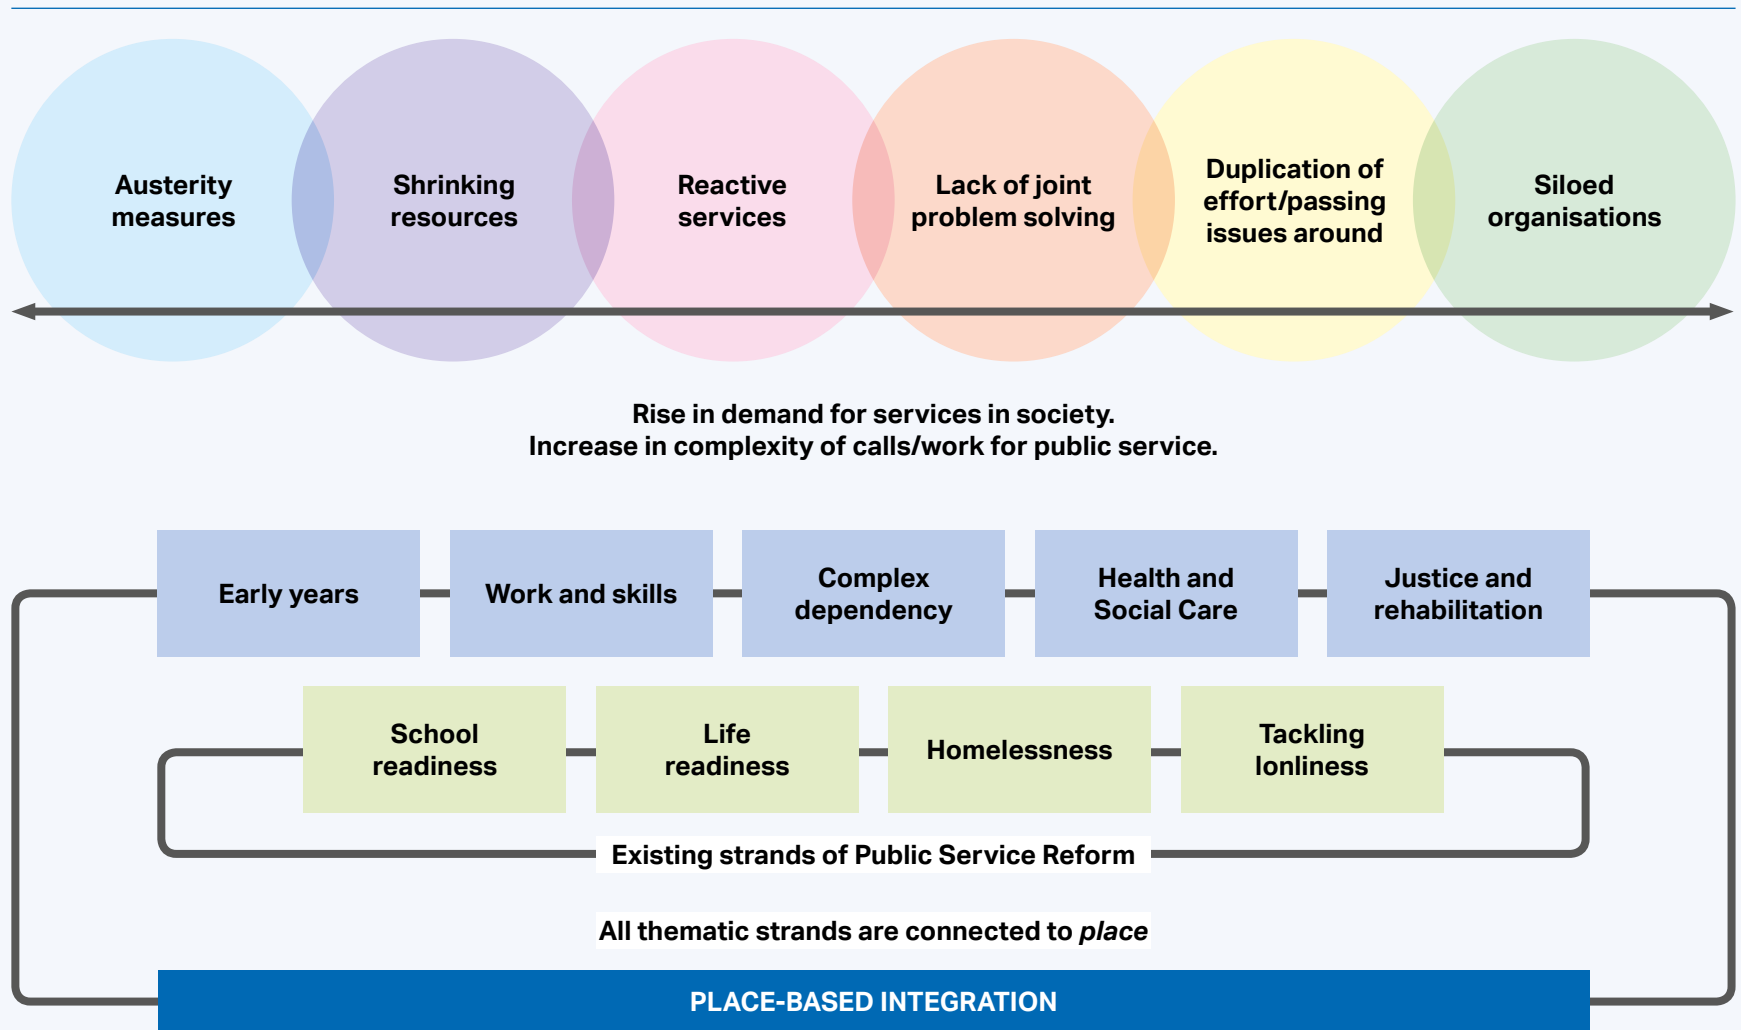 Austerity
measures
Shrinking
resources
Reactive
services
Lack of joint
problem solving
Duplication of
effort/passing
issues around
Siloed
organisations
Rise in demand for services in society.
Increase in complexity of calls/work for public service.
Early years
Work and skills
Complex
dependency
Health and
Social Care
Justice and
rehabilitation
School
readiness
Life
readiness
Homelessness
Tackling
lonliness
Existing strands of Public Service Reform
All thematic strands are connected to place
PLACE-BASED INTEGRATION